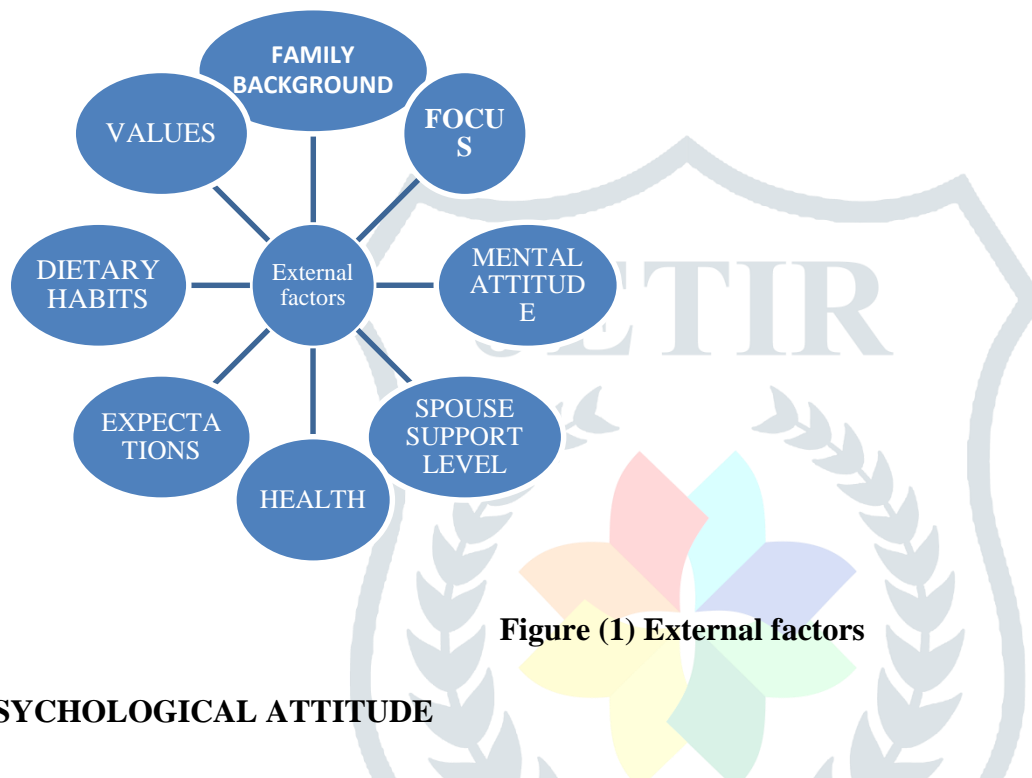 FAMILY
BACKGROUND
FOCU
S
VALUES
MENTAL
ATTITUD
E
DIETARY
HABITS
External
factors
SPOUSE
SUPPORT
LEVEL
EXPECTA
TIONS
HEALTH
JETIR
Figure (1) External factors
SYCHOLOGICAL ATTITUDE